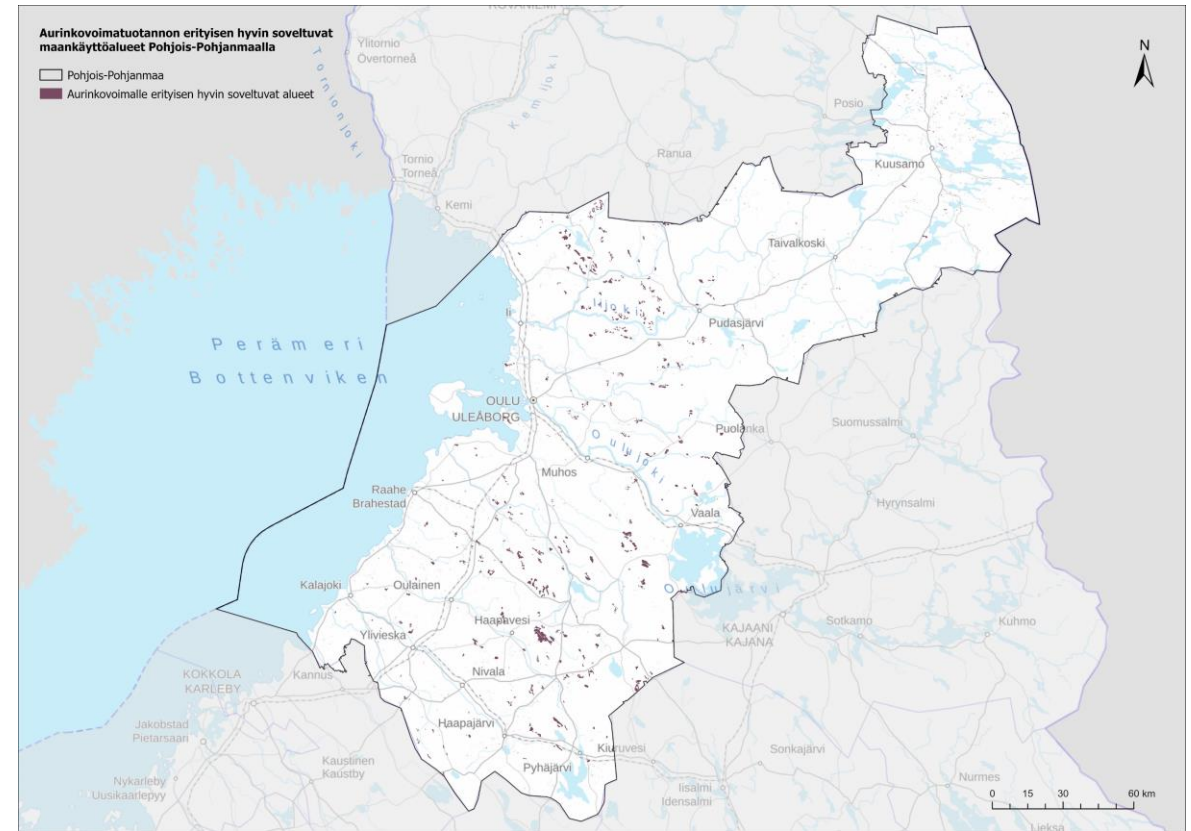 Aurinkovoimatuotannon erityisen hyvin soveltuvat
maankäyttöalueet Pohjois-Pohjanmaalla
Pohjois-Pohjanmaa
Aurinkovoimalle erityisen hyvin soveltuvat alueet
N
ROVANIEMI
Ylitornio
Övertorneå
Tornionjoki
Kemijoki
Posio
Ranua
Tornio
Torneå
Kemi
Kuusamo
Taivalkoski
Iijoki
Ii
Pudasjärvi
Perämeri
Bottenviken
OULU
ULEÅBORG
Oulujoki
Puolanka
Suomussalmi
Muhos
Raahe
Brahestad
Vaala
Hyrynsalmi
Kalajoki
Oulainen
Oulujärvi
Haapavesi
KAJAANI
KAJANA
Sotkamo
Kuhmo
Ylivieska
Nivala
KOKKOLA
KARLEBY
Kannus
Haapajärvi
Jakobstad
Pietarsaari
Kiuruvesi
Sonkajärvi
Kaustinen
Kaustby
Pyhäjärvi
Nykarleby
Uusikaarlepyy
Iisalmi
Idensalmi
Nurmes
0 15 30 60 km
Lieksa